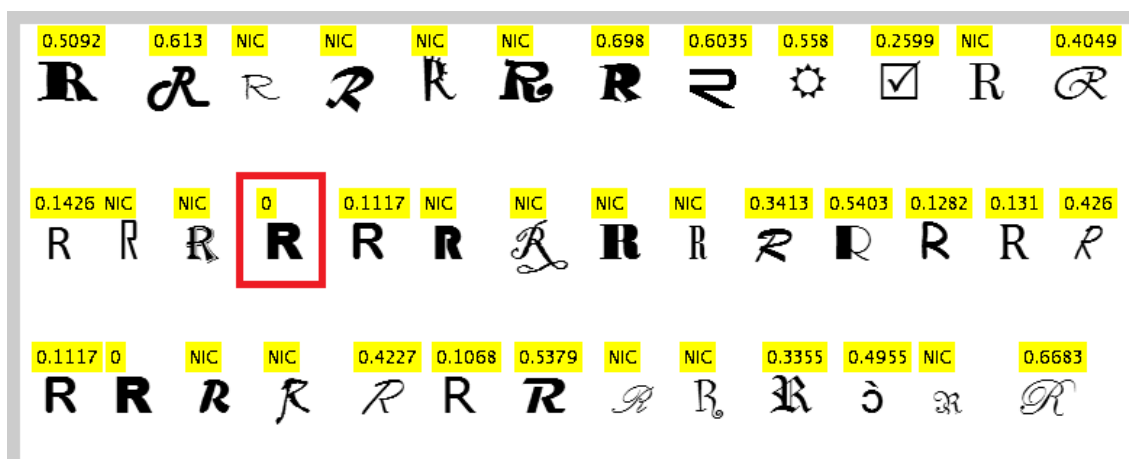 0.5092 0.613 NIC NIC NIC NIC 0.698 0.6035 0.558 0.2599 NIC 0.4049
R R R R R R R R R R
0.1426 NIC NIC 0 0.1117 NIC NIC NIC NIC 0.3413 0.5403 0.1282 0.131 0.426
R R R R R R R R R R R R R R
0.1117 0 NIC NIC 0.4227 0.1068 0.5379 NIC NIC 0.3355 0.4955 NIC 0.6683
R R R R R R R R R R ò R R